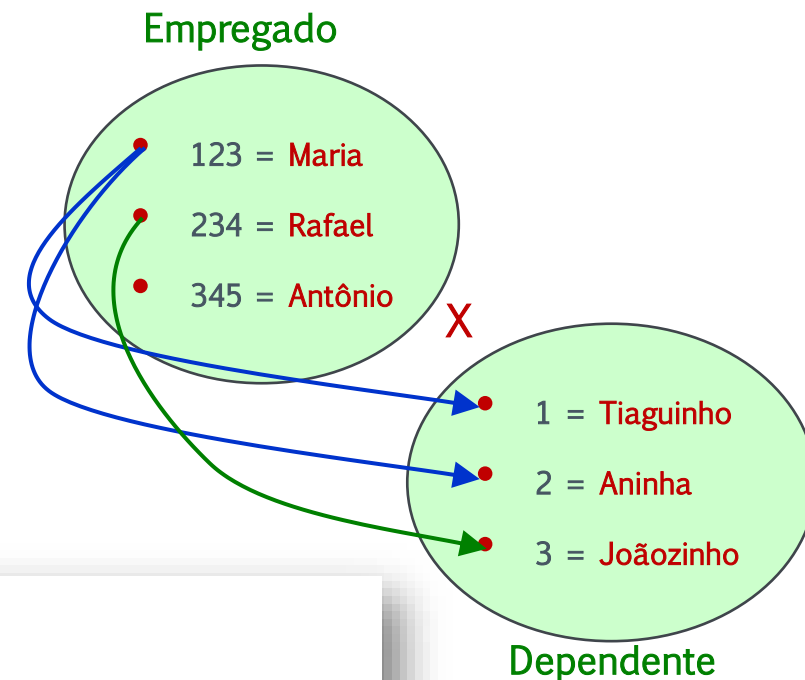 Empregado
123 = Maria
234 = Rafael
345 = Antônio
X
1 = Tiaguinho
2 = Aninha
3 = Joãozinho
Dependente